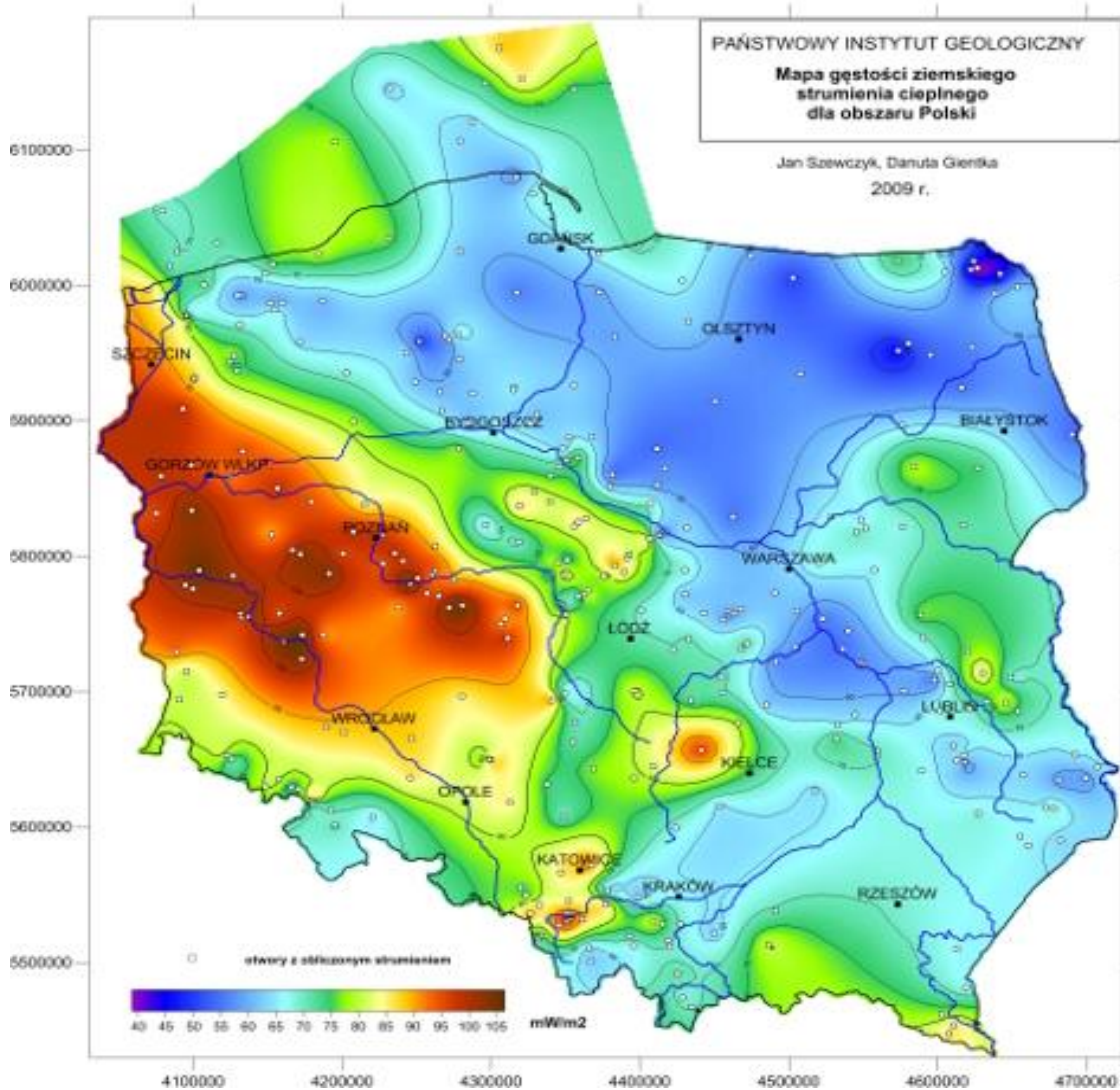 PAŃSTWOWY INSTYTUT GEOLOGICZNY
Mapa gęstości ziemskiego
strumienia cieplnego
dla obszaru Polski
Jan Szewczyk, Danuta Gientka
2009 r.
6100000
6000000
5900000
5800000
5700000
5600000
5500000
GDAŃSK
OLSZTYN
SZCZECIN
BYDGOSZCZ
BIAŁYSTOK
GORZÓW WLKP
POZNAŃ
WARSZAWA
ŁÓDŹ
WROCŁAW
LUBLIN
KIELCE
OPOLE
KATOWICE
KRAKÓW
RZESZÓW
otwory z obliczonym strumieniem
40 45 50 55 60 65 70 75 80 85 90 95 100 105
mW/m2
4100000 4200000 4300000 4400000 4500000 4600000 4700000